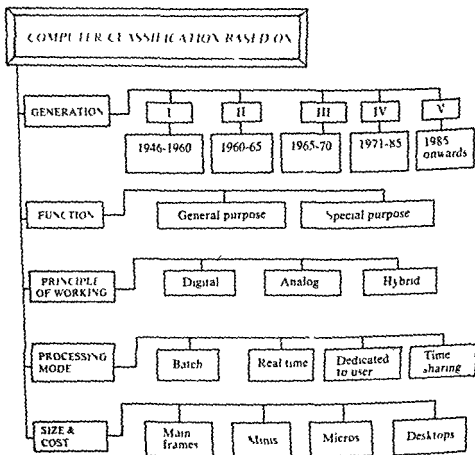 COMPUTER CLASSIFICATION BASED ON
GENERATION
I II III IV V
1946-1960 1960-65 1965-70 1971-85 1985
onwards
FUNCTION
General purpose Special purpose
PRINCIPLE
OF WORKING
Digital Analog Hybrid
PROCESSING
MODE
Batch Real time Dedicated
to user
Time
sharing
SIZE &
COST
Main
frames
Minis Micros Desktops